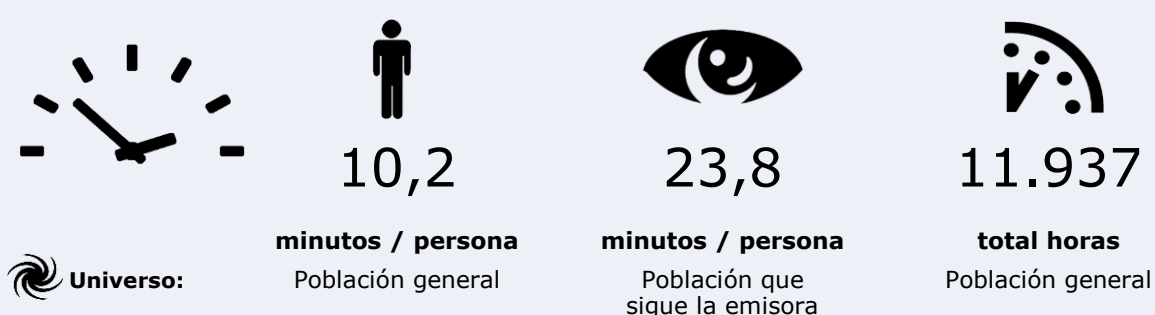 10,2
23,8
11.937
minutos / persona
minutos / persona
total horas
Universo:
Población general
Población que
sigue la emisora
Población general